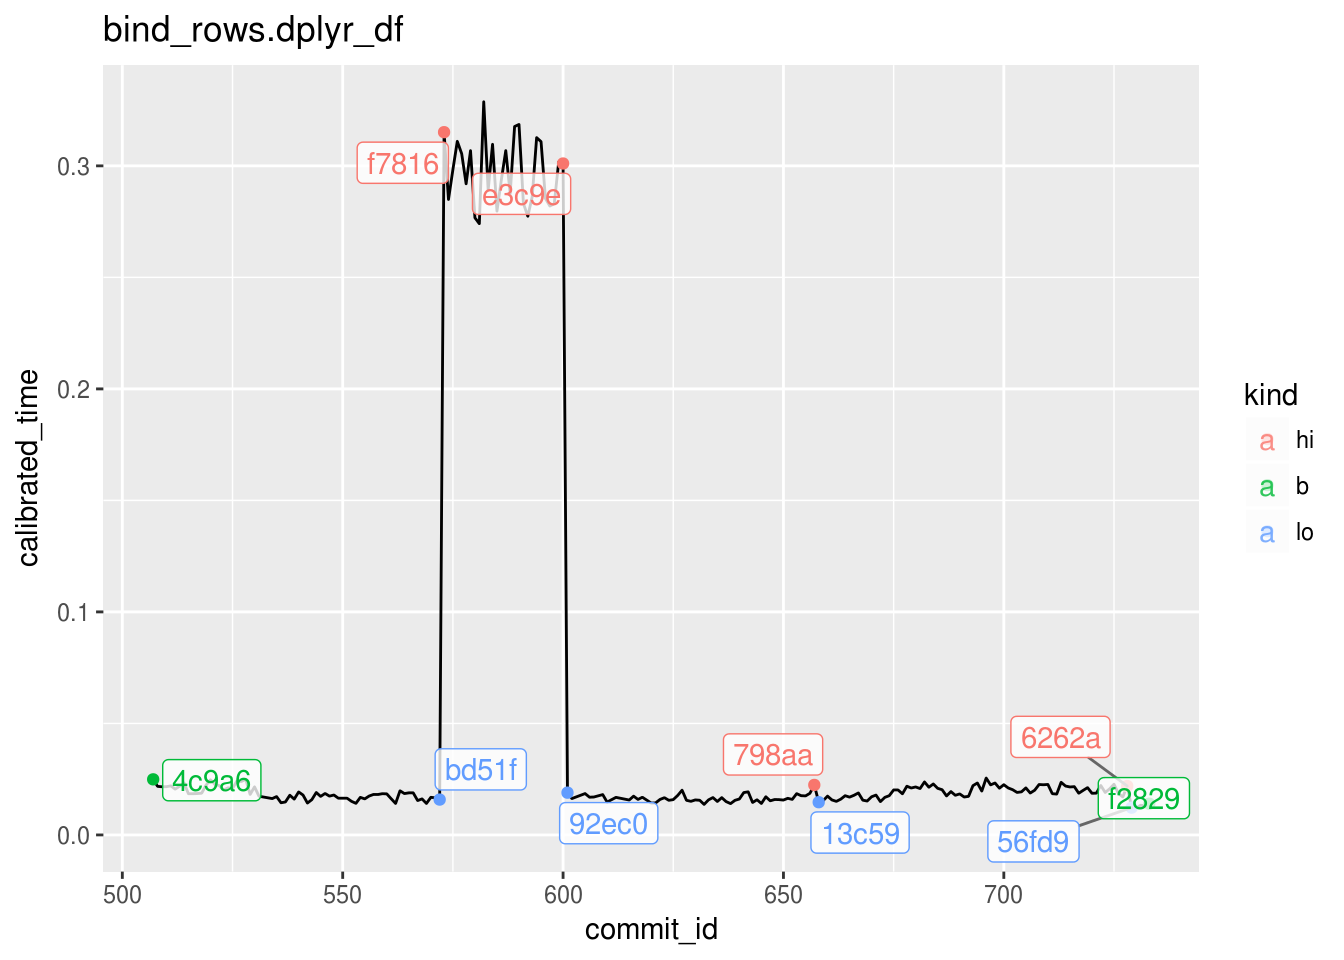 bind_rows.dplyr_df
calibrated_time
0.3
0.2
0.1
0.0
f7816
e3c9e
4c9a6
bd51f
92ec0
798aa
13c59
6262a
f2829
56fd9
500
550
600
650
700
commit_id
kind
a hi
a b
a lo